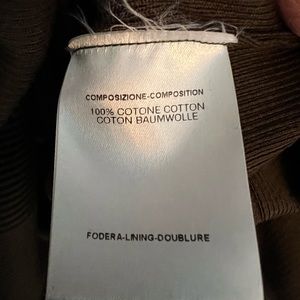 COMPOSIZIONE-COMPOSITION
100% COTONE COTTON
COTON BAUMWOLLE
FODERA-LINING-DOUBLURE